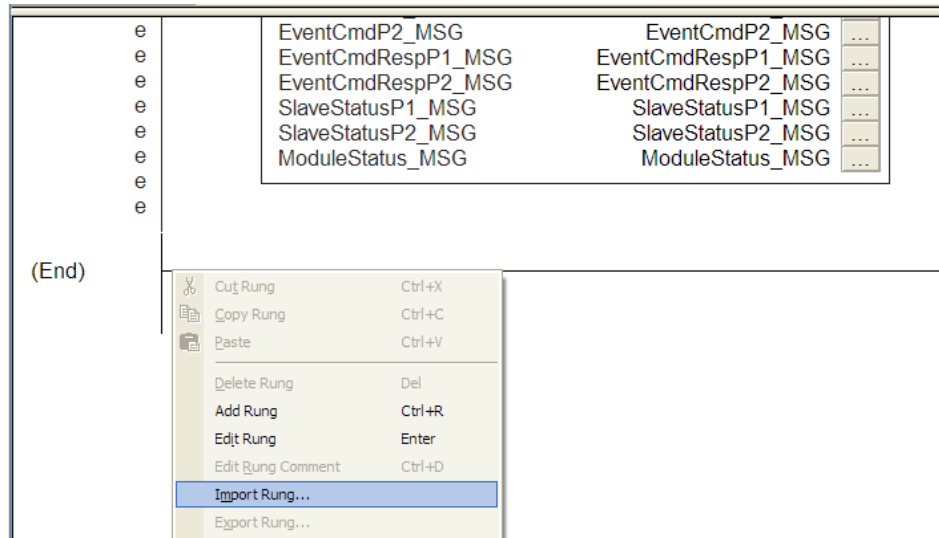 e EventCmdP2_MSG EventCmdP2_MSG ...
e EventCmdRespP1_MSG EventCmdRespP1_MSG ...
e EventCmdRespP2_MSG EventCmdRespP2_MSG ...
e SlaveStatusP1_MSG SlaveStatusP1_MSG ...
e SlaveStatusP2_MSG SlaveStatusP2_MSG ...
e ModuleStatus_MSG ModuleStatus_MSG ...
e
e
(End)
Cut Rung Ctrl+X
Copy Rung Ctrl+C
Paste Ctrl+V
Delete Rung Del
Add Rung Ctrl+R
Edit Rung Enter
Edit Rung Comment Ctrl+D
Import Rung...
Export Rung...